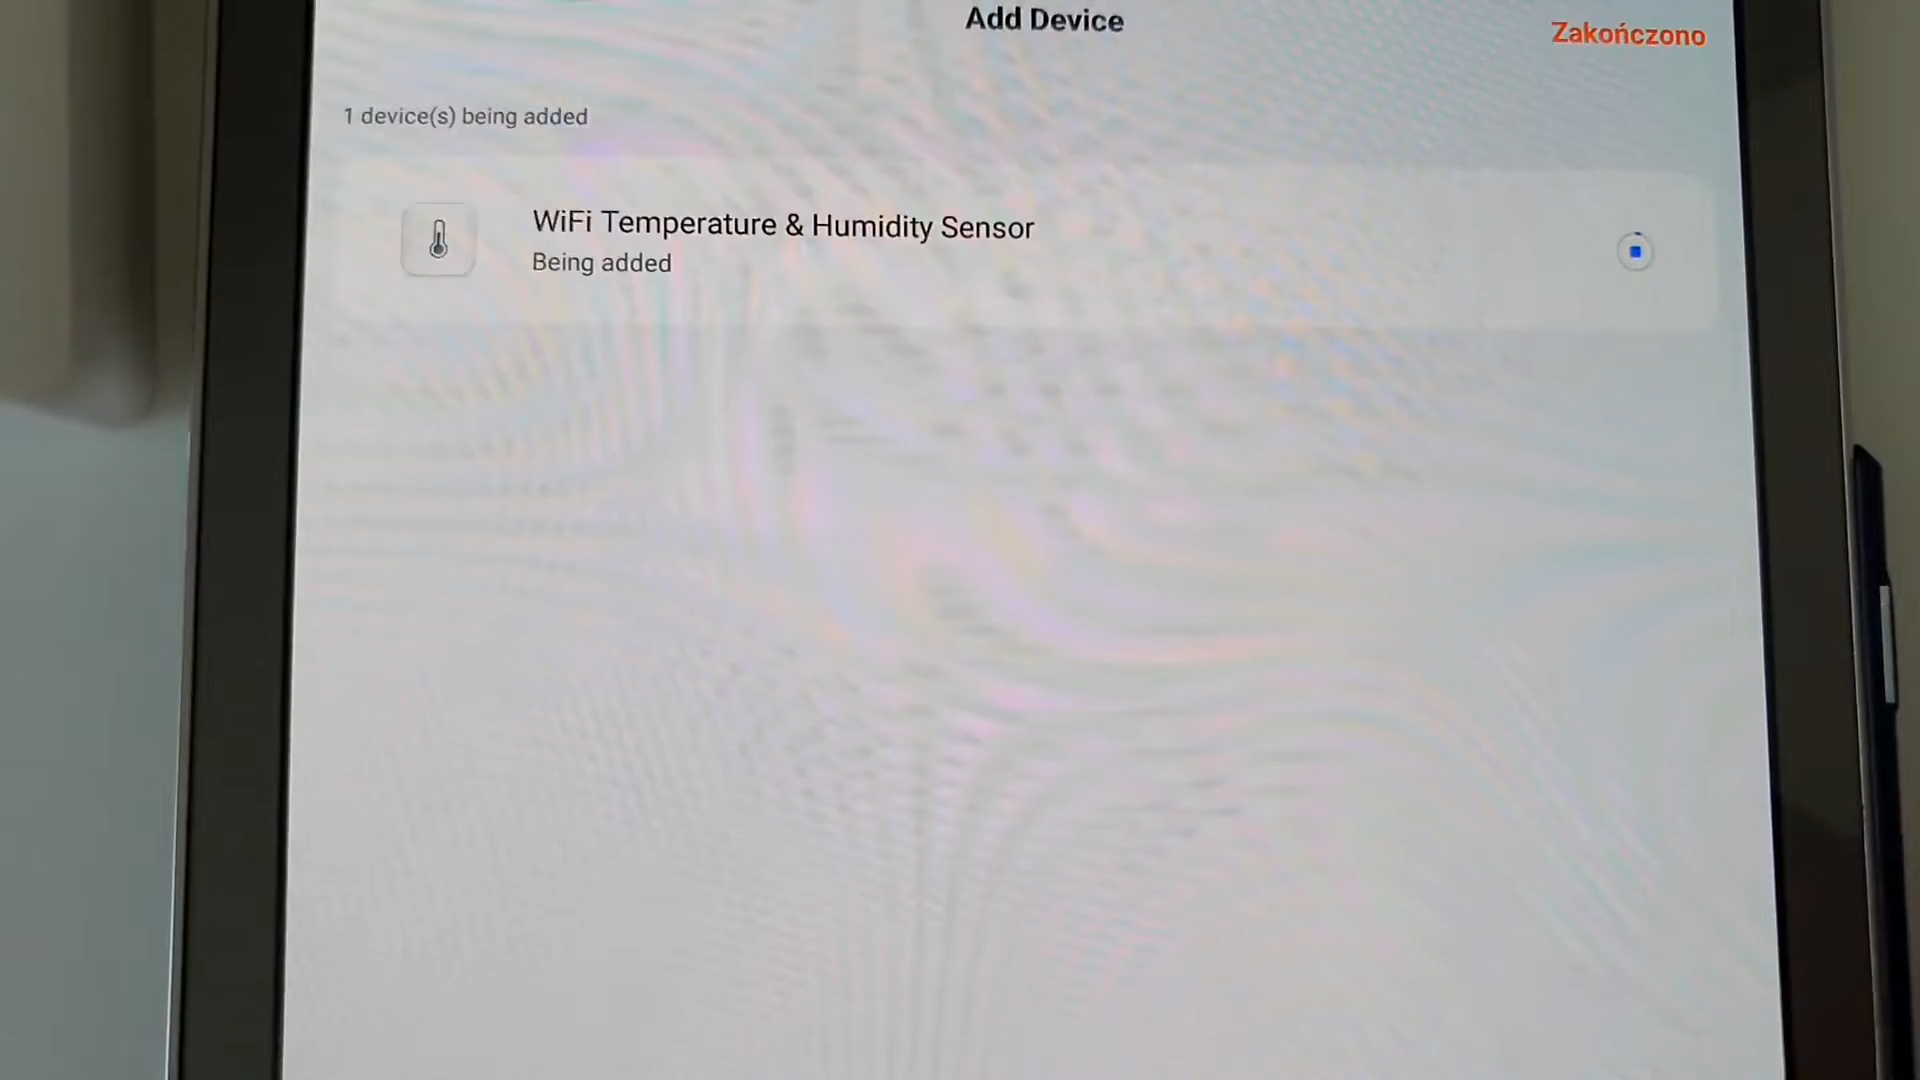 Add Device
Zakończono
1 device(s) being added
WiFi Temperature & Humidity Sensor
Being added